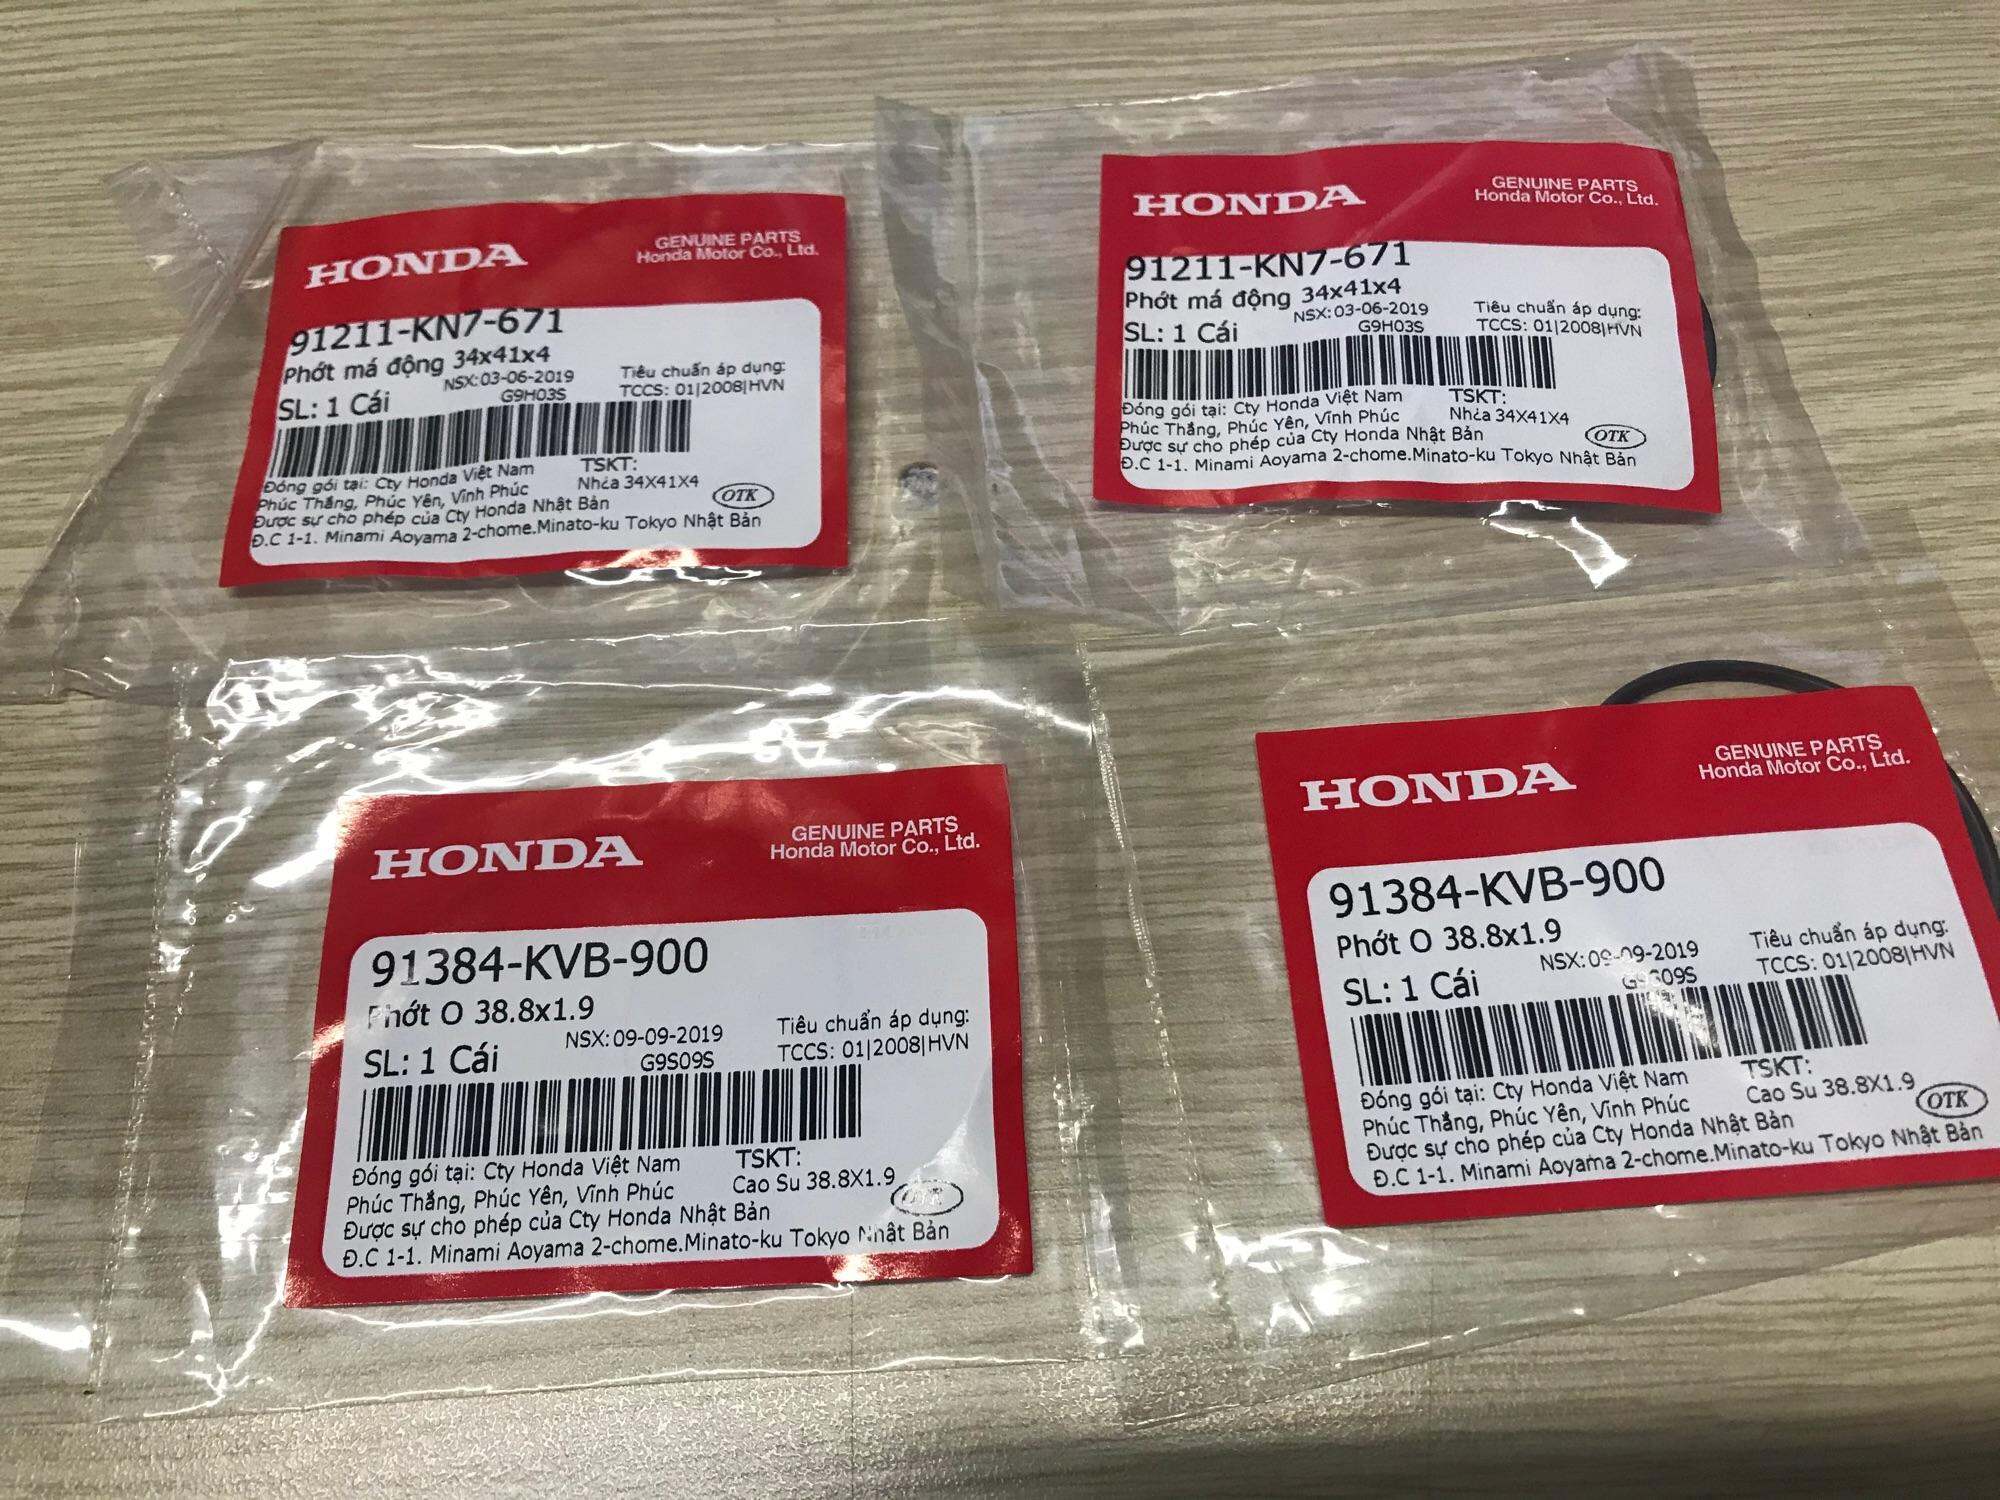 HONDA
GENUINE PARTS
Honda Motor Co., Ltd.
91211-KN7-671
Phớt má động 34x41x4
NSX:03-06-2019
Tiêu chuẩn áp dụng:
SL: 1 Cái
G9H03S
TCCS: 01|2008|HVN
Đóng gói tại: Cty Honda Việt Nam
TSKT:
Phúc Thắng, Phúc Yên, Vĩnh Phúc
Nhựa 34X41X4
OTK
Được sự cho phép của Cty Honda Nhật Bản
Đ.C 1-1. Minami Aoyama 2-chome.Minato-ku Tokyo Nhật Bản
HONDA
GENUINE PARTS
Honda Motor Co., Ltd.
91211-KN7-671
Phớt má động 34x41x4
NSX:03-06-2019
Tiêu chuẩn áp dụng:
SL: 1 Cái
G9H03S
TCCS: 01|2008|HVN
Đóng gói tại: Cty Honda Việt Nam
TSKT:
Phúc Thắng, Phúc Yên, Vĩnh Phúc
Nhựa 34X41X4
OTK
Được sự cho phép của Cty Honda Nhật Bản
Đ.C 1-1. Minami Aoyama 2-chome.Minato-ku Tokyo Nhật Bản
HONDA
GENUINE PARTS
Honda Motor Co., Ltd.
91384-KVB-900
Phớt O 38.8x1.9
NSX:09-09-2019
Tiêu chuẩn áp dụng:
SL: 1 Cái
G9S09S
TCCS: 01|2008|HVN
Đóng gói tại: Cty Honda Việt Nam
TSKT:
Phúc Thắng, Phúc Yên, Vĩnh Phúc
Cao Su 38.8X1.9
OTK
Được sự cho phép của Cty Honda Nhật Bản
Đ.C 1-1. Minami Aoyama 2-chome.Minato-ku Tokyo Nhật Bản
HONDA
GENUINE PARTS
Honda Motor Co., Ltd.
91384-KVB-900
Phớt O 38.8x1.9
NSX:09-09-2019
Tiêu chuẩn áp dụng:
SL: 1 Cái
G9S09S
TCCS: 01|2008|HVN
Đóng gói tại: Cty Honda Việt Nam
TSKT:
Phúc Thắng, Phúc Yên, Vĩnh Phúc
Cao Su 38.8X1.9
OTK
Được sự cho phép của Cty Honda Nhật Bản
Đ.C 1-1. Minami Aoyama 2-chome.Minato-ku Tokyo Nhật Bản